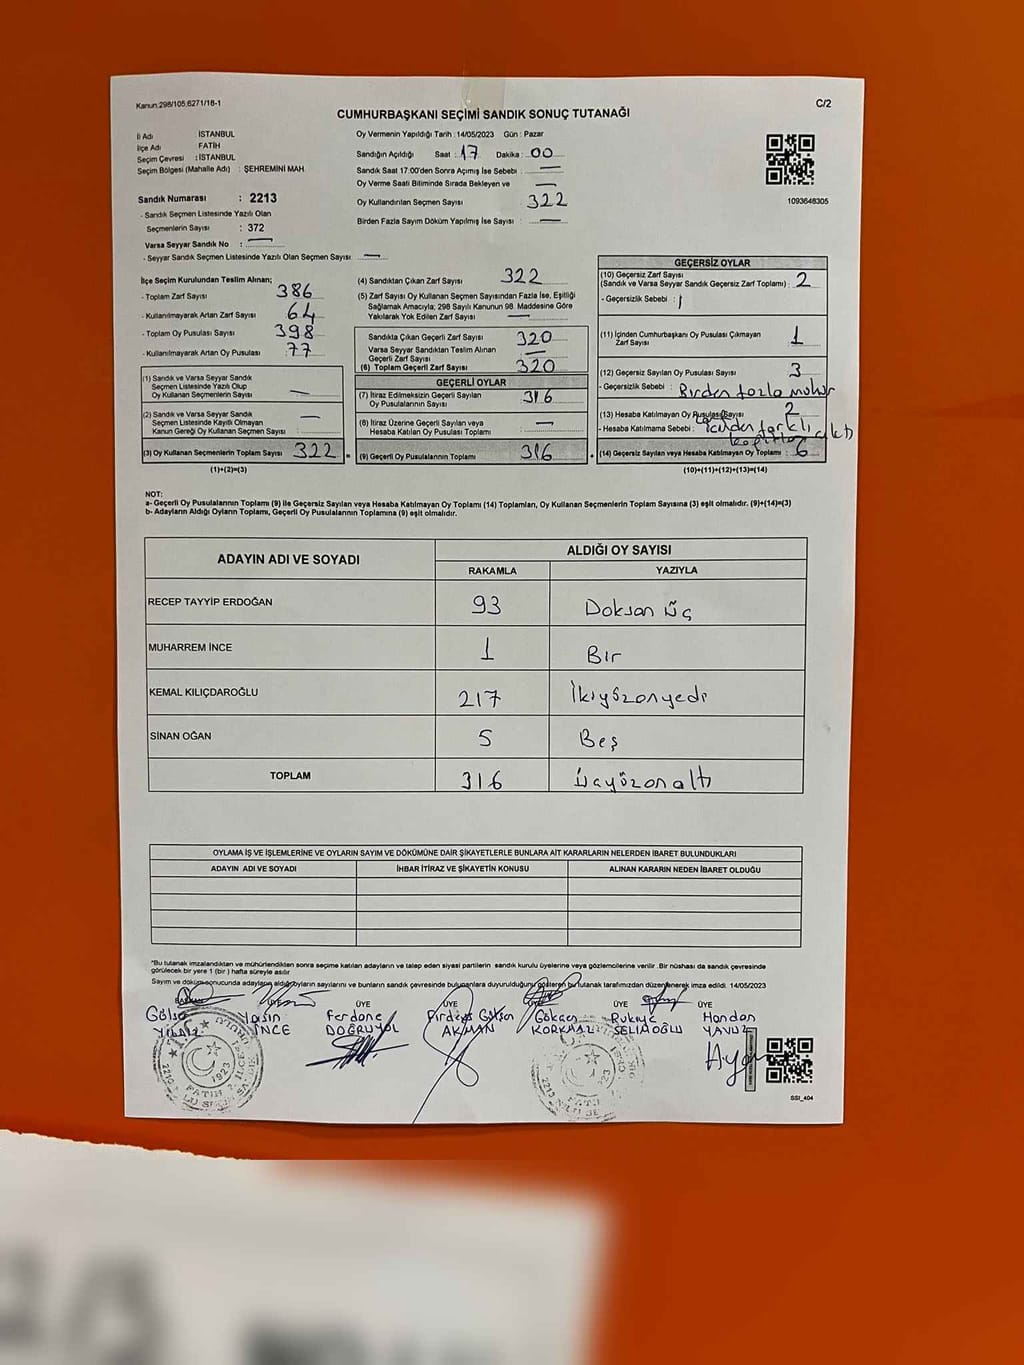 Kanun:298/105,6271/18-1
C/2
CUMHURBAŞKANI SEÇİMİ SANDIK SONUÇ TUTANAĞI
İl Adı İSTANBUL
İlçe Adı FATİH
Seçim Çevresi : İSTANBUL
Seçim Bölgesi (Mahalle Adı) : ŞEHREMİNİ MAH.
Sandık Numarası : 2213
- Sandık Seçmen Listesinde Yazılı Olan
Seçmenlerin Sayısı : 372
Varsa Seyyar Sandık No : —
- Seyyar Sandık Seçmen Listesinde Yazılı Olan Seçmen Sayısı: —
Oy Vermenin Yapıldığı Tarih :14/05/2023 Gün : Pazar
Sandığın Açıldığı Saat : 17 Dakika : 00
Sandık Saat 17:00'den Sonra Açımış İse Sebebi : —
Oy Verme Saati Bitiminde Sırada Bekleyen ve —
Oy Kullandırılan Seçmen Sayısı 322
Birden Fazla Sayım Döküm Yapılmış İse Sayısı : —
1093648305
İlçe Seçim Kurulundan Teslim Alınan;
- Toplam Zarf Sayısı 386
- Kullanılmayarak Artan Zarf Sayısı : 64
- Toplam Oy Pusulası Sayısı : 398
- Kullanılmayarak Artan Oy Pusulası : 77
(1) Sandık ve Varsa Seyyar Sandık
Seçmen Listesinde Yazılı Olup
Oy Kullanan Seçmenlerin Sayısı : —
(2) Sandık ve Varsa Seyyar Sandık
Seçmen Listesinde Kayıtlı Olmayan
Kanun Gereği Oy Kullanan Seçmen Sayısı : —
(3) Oy Kullanan Seçmenlerin Toplam Sayısı : 322
(1)+(2)=(3)
(4) Sandıktan Çıkan Zarf Sayısı : 322
(5) Zarf Sayısı Oy Kullanan Seçmen Sayısından Fazla İse, Eşitliği
Sağlamak Amacıyla; 298 Sayılı Kanunun 98. Maddesine Göre
Yakılarak Yok Edilen Zarf Sayısı : —
Sandıkta Çıkan Geçerli Zarf Sayısı : 320
Varsa Seyyar Sandıktan Teslim Alınan
Geçerli Zarf Sayısı : —
(6) Toplam Geçerli Zarf Sayısı : 320
GEÇERLİ OYLAR
(7) İtiraz Edilmeksizin Geçerli Sayılan
Oy Pusulalarının Sayısı : 316
(8) İtiraz Üzerine Geçerli Sayılan veya
Hesaba Katılan Oy Pusulası Toplamı : —
(9) Geçerli Oy Pusulalarının Toplamı : 316
GEÇERSİZ OYLAR
(10) Geçersiz Zarf Sayısı
(Sandık ve Varsa Seyyar Sandık Geçersiz Zarf Toplamı) : 2
- Geçersizlik Sebebi :
(11) İçinden Cumhurbaşkanı Oy Pusulası Çıkmayan
Zarf Sayısı : 1
(12) Geçersiz Sayılan Oy Pusulası Sayısı 3
- Geçersizlik Sebebi : Birden fazla mühür
(13) Hesaba Katılmayan Oy Pusulası Sayısı 2
- Hesaba Katılmama Sebebi : içinden farklı
çıktı
(14) Geçersiz Sayılan veya Hesaba Katılmayan Oy Toplamı : 6
(10)+(11)+(12)+(13)=(14)
NOT:
a- Geçerli Oy Pusulalarının Toplamı (9) ile Geçersiz Sayılan veya Hesaba Katılmayan Oy Toplamı (14) Toplamları, Oy Kullanan Seçmenlerin Toplam Sayısına (3) eşit olmalıdır. (9)+(14)=(3)
b- Adayların Aldığı Oyların Toplamı, Geçerli Oy Pusulalarının Toplamına (9) eşit olmalıdır.
ADAYIN ADI VE SOYADI ALDIĞI OY SAYISI
RAKAMLA YAZIYLA
RECEP TAYYİP ERDOĞAN 93 Doksan üç
MUHARREM İNCE 1 Bir
KEMAL KILIÇDAROĞLU 217 İkiyüzonyedi
SİNAN OĞAN 5 Beş
TOPLAM 316 Üçyüzonaltı
OYLAMA İŞ VE İŞLEMLERİNE VE OYLARIN SAYIM VE DÖKÜMÜNE DAİR ŞİKAYETLERLE BUNLARA AİT KARARLARIN NELERDEN İBARET BULUNDUKLARI
ADAYIN ADI VE SOYADI İHBAR İTİRAZ VE ŞİKAYETİN KONUSU ALINAN KARARIN NEDEN İBARET OLDUĞU
*Bu tutanak imzalandıktan ve mühürlendikten sonra seçime katılan adayların ve talep eden siyasi partilerin sandık kurulu üyelerine veya gözlemcilerine verilir .Bir nüshası da sandık çevresinde
görülecek bir yere 1 (bir ) hafta süreyle asılır
Sayım ve döküm sonucunda adayların aldığı oyların sayılarını ve bunların sandık çevresinde bulunanlara duyurulduğunu gösteren bu tutanak tarafımızdan düzenlenerek imza edildi. 14/05/2023
BAŞKAN ÜYE ÜYE ÜYE ÜYE ÜYE
Yasin Ferdane Gökçen Rukiye Handan
YILMAZ İNCE DOĞRUYOL AKMAN KORKMAZ YAVUZ
SSI_404